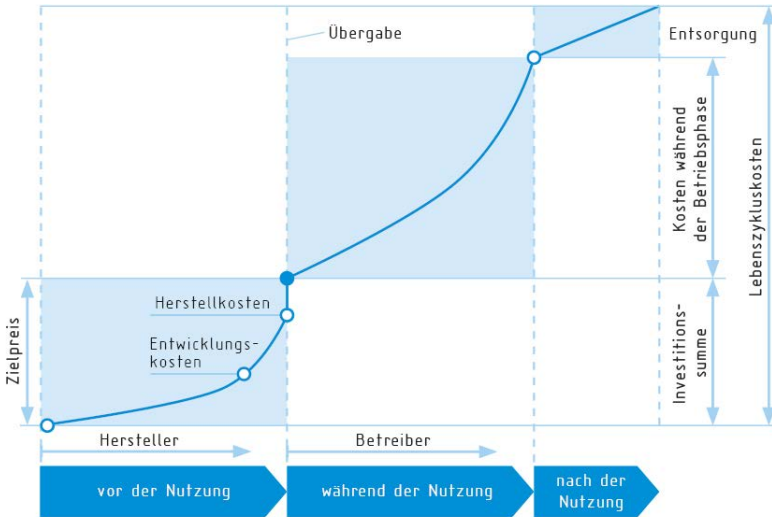 Übergabe
Entsorgung
Kosten während
der Betriebsphase
Lebenszykluskosten
Herstellkosten
Entwicklungs-
kosten
Zielpreis
Investitions-
summe
Hersteller
Betreiber
vor der Nutzung
während der Nutzung
nach der
Nutzung